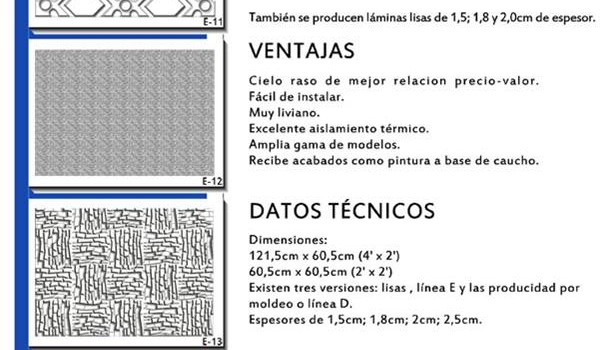 E-11
También se producen láminas lisas de 1,5; 1,8 y 2,0cm de espesor.
VENTAJAS
Cielo raso de mejor relacion precio-valor.
Fácil de instalar.
Muy liviano.
Excelente aislamiento térmico.
Amplia gama de modelos.
Recibe acabados como pintura a base de caucho.
E-12
DATOS TÉCNICOS
Dimensiones:
121,5cm x 60,5cm (4' x 2')
60,5cm x 60,5cm (2' x 2')
Existen tres versiones: lisas , línea E y las producidad por
moldeo o línea D.
Espesores de 1,5cm; 1,8cm; 2cm; 2,5cm.
E-13